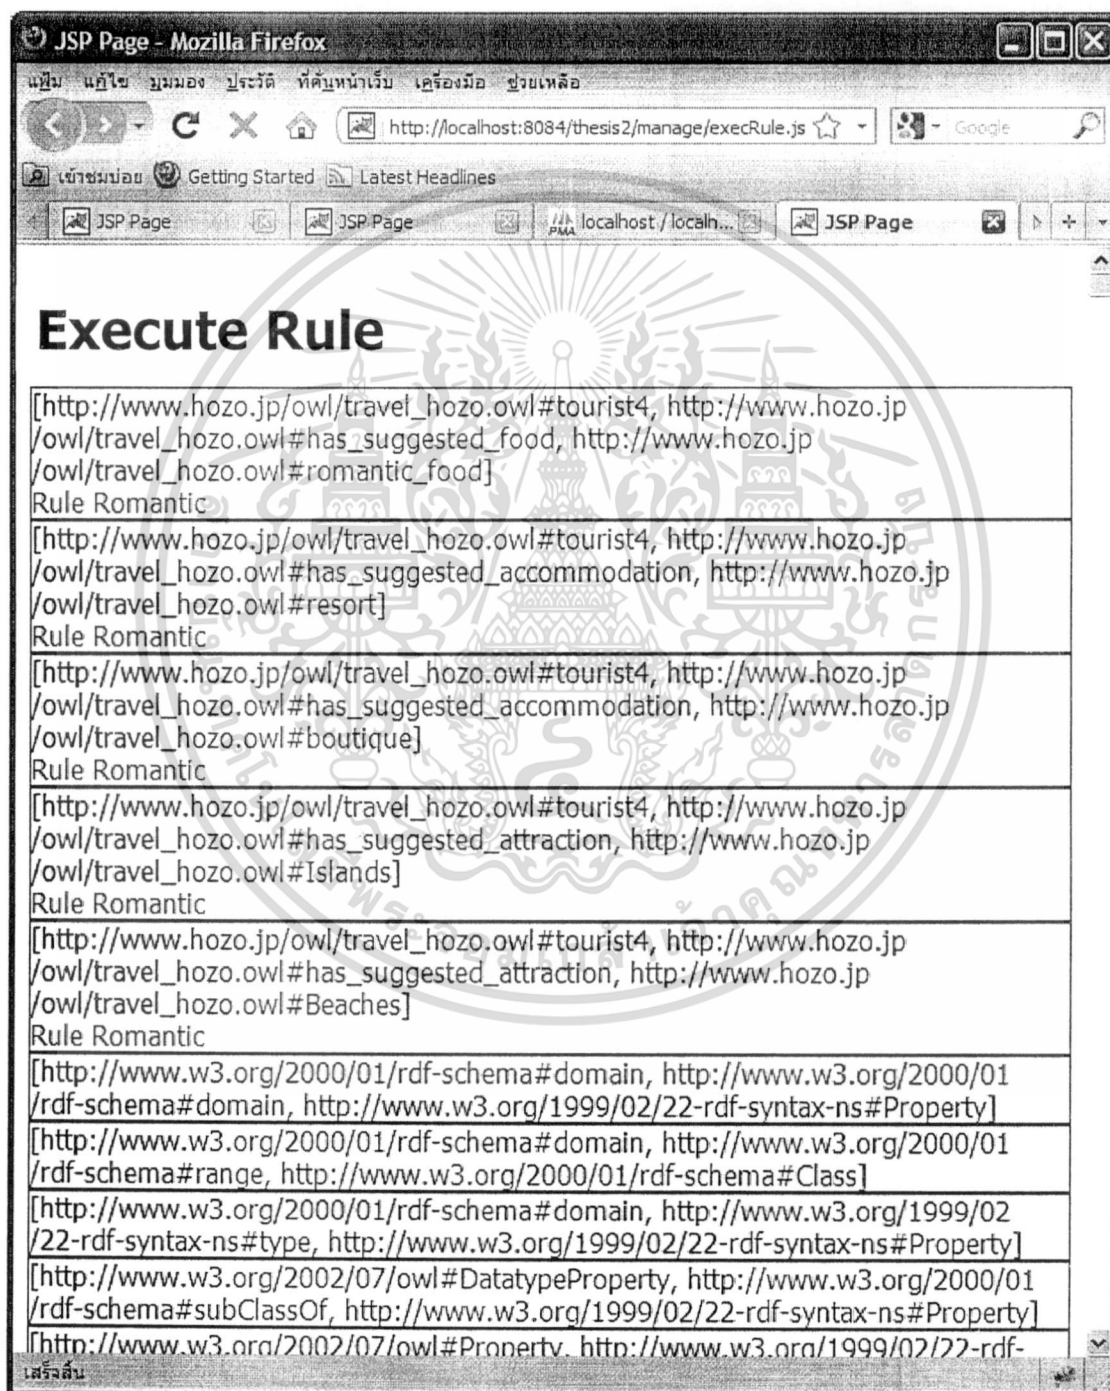 JSP Page - Mozilla Firefox
แฟ้ม แก้ไข มุมมอง ประวัติ ที่คั่นหน้าเว็บ เครื่องมือ ช่วยเหลือ
http://localhost:8084/thesis2/manage/execRule.js Google
เข้าชมบ่อย Getting Started Latest Headlines
JSP Page JSP Page PMA localhost / localh... JSP Page
Execute Rule
[http://www.hozo.jp/owl/travel_hozo.owl#tourist4, http://www.hozo.jp
/owl/travel_hozo.owl#has_suggested_food, http://www.hozo.jp
/owl/travel_hozo.owl#romantic_food]
Rule Romantic
[http://www.hozo.jp/owl/travel_hozo.owl#tourist4, http://www.hozo.jp
/owl/travel_hozo.owl#has_suggested_accommodation, http://www.hozo.jp
/owl/travel_hozo.owl#resort]
Rule Romantic
[http://www.hozo.jp/owl/travel_hozo.owl#tourist4, http://www.hozo.jp
/owl/travel_hozo.owl#has_suggested_accommodation, http://www.hozo.jp
/owl/travel_hozo.owl#boutique]
Rule Romantic
[http://www.hozo.jp/owl/travel_hozo.owl#tourist4, http://www.hozo.jp
/owl/travel_hozo.owl#has_suggested_attraction, http://www.hozo.jp
/owl/travel_hozo.owl#Islands]
Rule Romantic
[http://www.hozo.jp/owl/travel_hozo.owl#tourist4, http://www.hozo.jp
/owl/travel_hozo.owl#has_suggested_attraction, http://www.hozo.jp
/owl/travel_hozo.owl#Beaches]
Rule Romantic
[http://www.w3.org/2000/01/rdf-schema#domain, http://www.w3.org/2000/01
/rdf-schema#domain, http://www.w3.org/1999/02/22-rdf-syntax-ns#Property]
[http://www.w3.org/2000/01/rdf-schema#domain, http://www.w3.org/2000/01
/rdf-schema#range, http://www.w3.org/2000/01/rdf-schema#Class]
[http://www.w3.org/2000/01/rdf-schema#domain, http://www.w3.org/1999/02
/22-rdf-syntax-ns#type, http://www.w3.org/1999/02/22-rdf-syntax-ns#Property]
[http://www.w3.org/2002/07/owl#DatatypeProperty, http://www.w3.org/2000/01
/rdf-schema#subClassOf, http://www.w3.org/1999/02/22-rdf-syntax-ns#Property]
[http://www.w3.org/2002/07/owl#Property, http://www.w3.org/1999/02/22-rdf-
เสร็จสิ้น